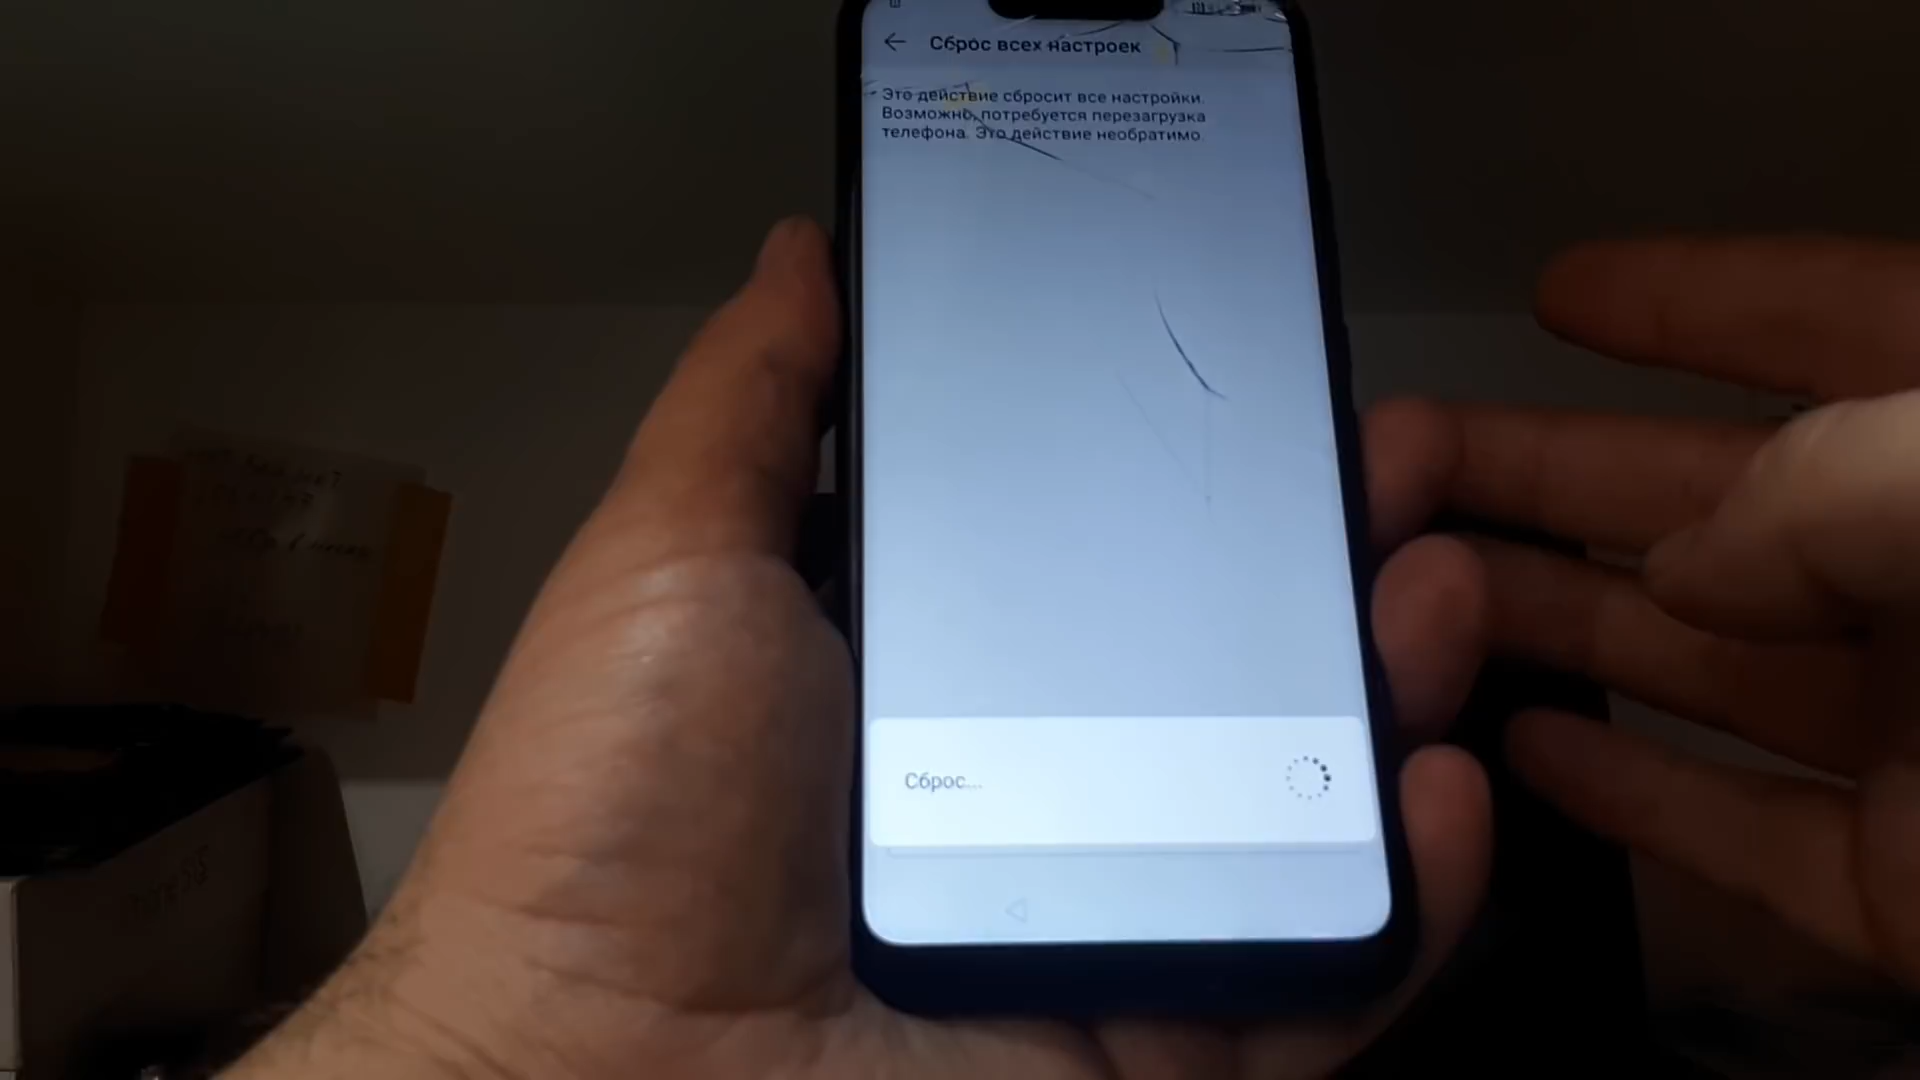 Сброс всех настроек
Это действие сбросит все настройки.
Возможно, потребуется перезагрузка
телефона. Это действие необратимо.
Сброс...